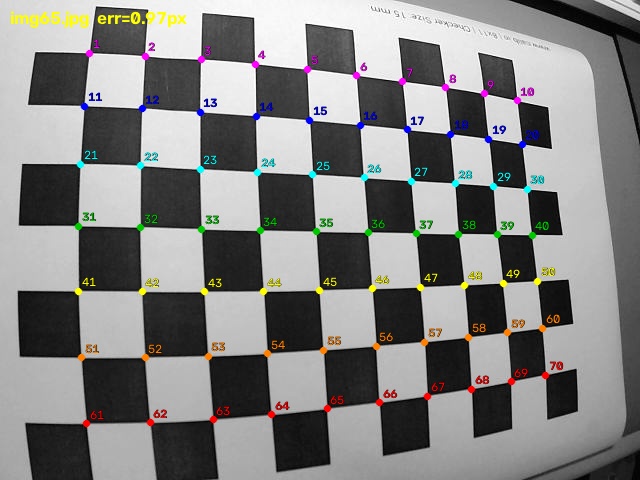 img65.jpg err=0.97px
www.calib.io | 8x11 | Checker Size: 15 mm
1 2 3 4 5 6 7 8 9 10
11 12 13 14 15 16 17 18 19 20
21 22 23 24 25 26 27 28 29 30
31 32 33 34 35 36 37 38 39 40
41 42 43 44 45 46 47 48 49 50
51 52 53 54 55 56 57 58 59 60
61 62 63 64 65 66 67 68 69 70